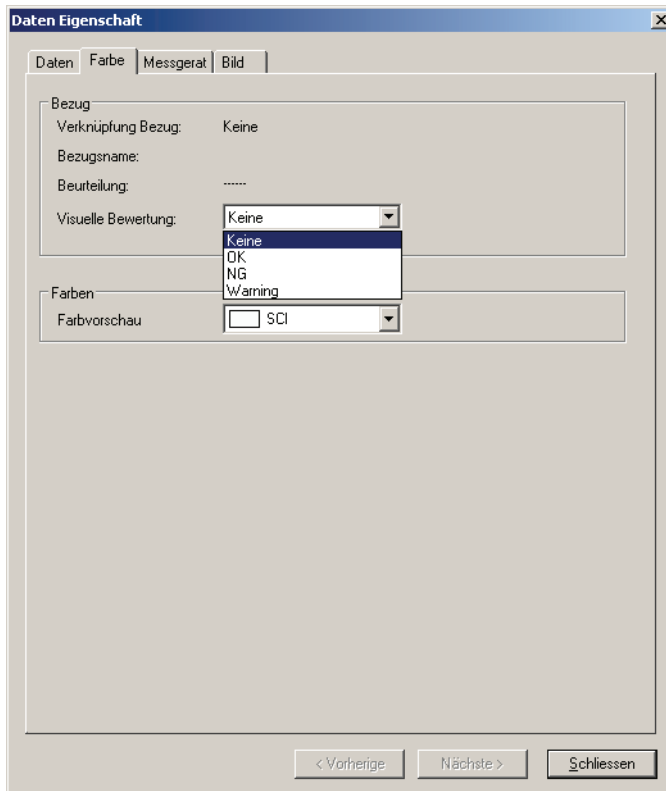 Daten Eigenschaft
Daten Farbe Messgerat Bild
Bezug
Verknüpfung Bezug: Keine
Bezugsname:
Beurteilung: ------
Visuelle Bewertung: Keine
Keine
OK
NG
Warning
Farben
Farbvorschau SCI
< Vorherige Nächste > Schliessen